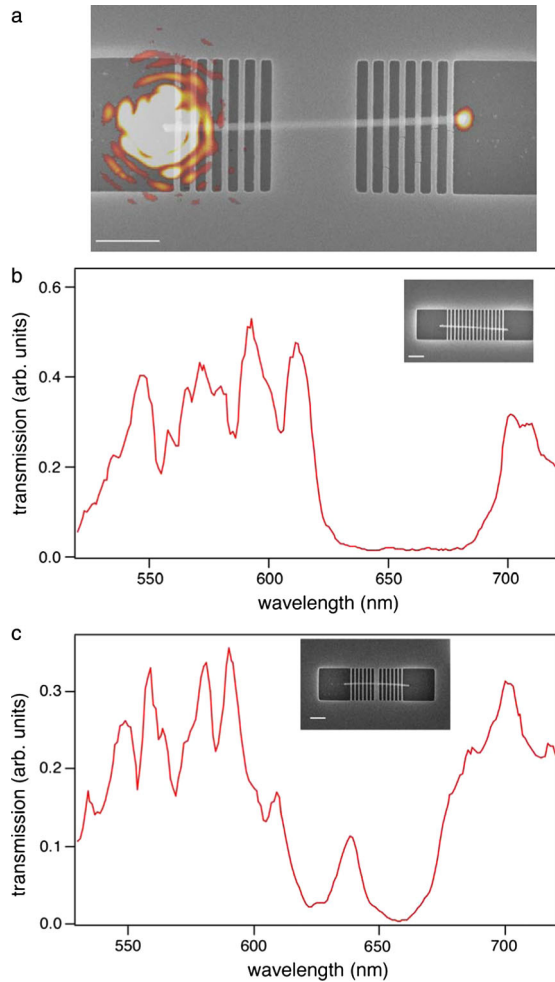 a
b
0.6
0.4
0.2
0.0
transmission (arb. units)
550
600
650
700
wavelength (nm)
c
0.3
0.2
0.1
0.0
transmission (arb. units)
550
600
650
700
wavelength (nm)